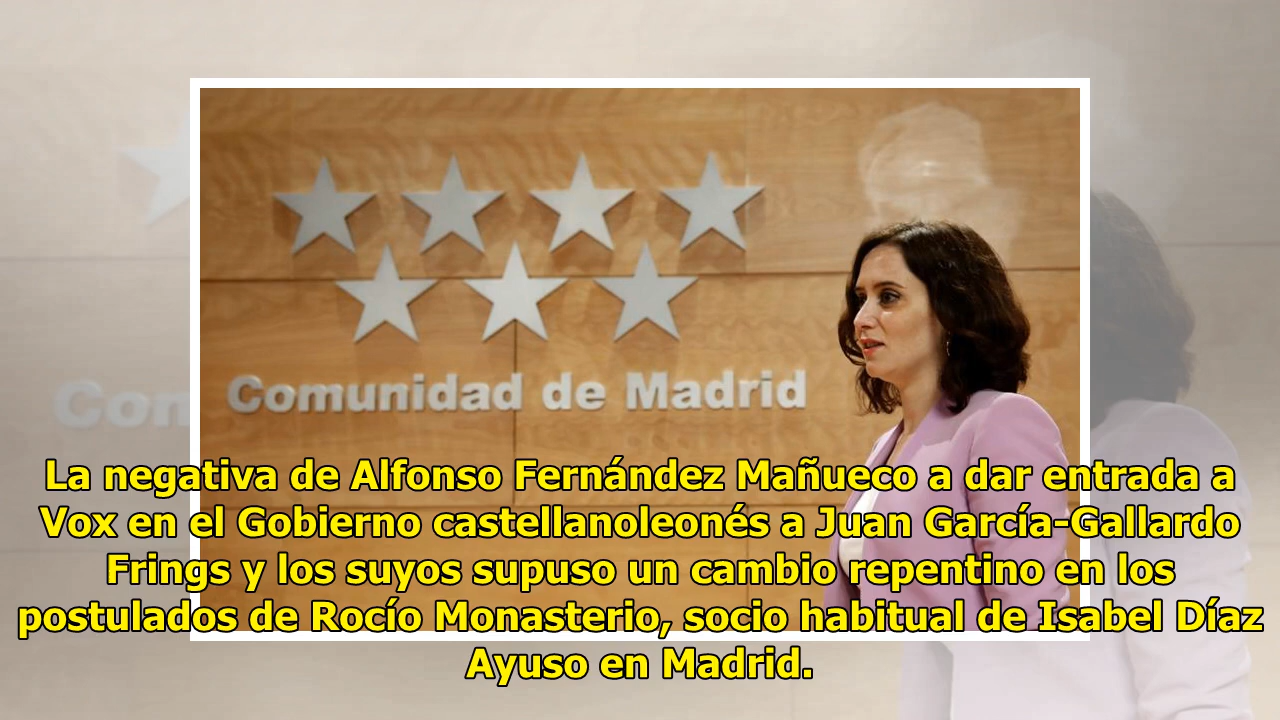 Comunidad de Madrid
Con
La negativa de Alfonso Fernández Mañueco a dar entrada a
Vox en el Gobierno castellanoleonés a Juan García-Gallardo
Frings y los suyos supuso un cambio repentino en los
postulados de Rocío Monasterio, socio habitual de Isabel Díaz
Ayuso en Madrid.